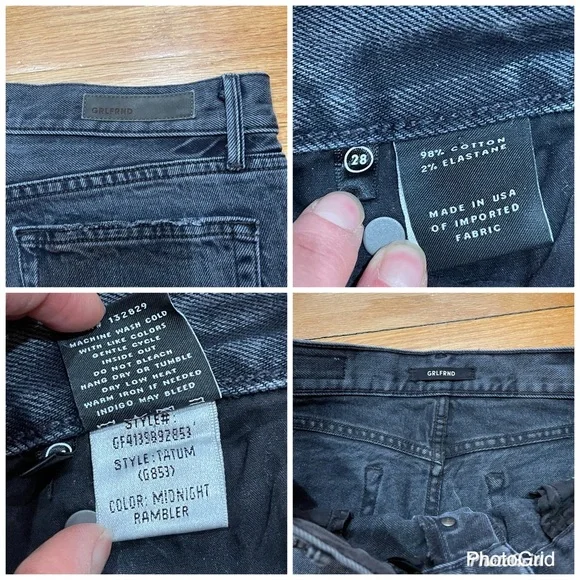 GRLFRND
28
98% COTTON
2% ELASTANE
MADE IN USA
OF IMPORTED
FABRIC
132829
MACHINE WASH COLD
WITH LIKE COLORS
GENTLE CYCLE
INSIDE OUT
DO NOT BLEACH
HANG DRY OR TUMBLE
DRY LOW HEAT
WARM IRON IF NEEDED
INDIGO MAY BLEED
STYLE#:
GF4139892853
STYLE: TATUM
(G853)
COLOR: MIDNIGHT
RAMBLER
GRLFRND
PhotoGrid